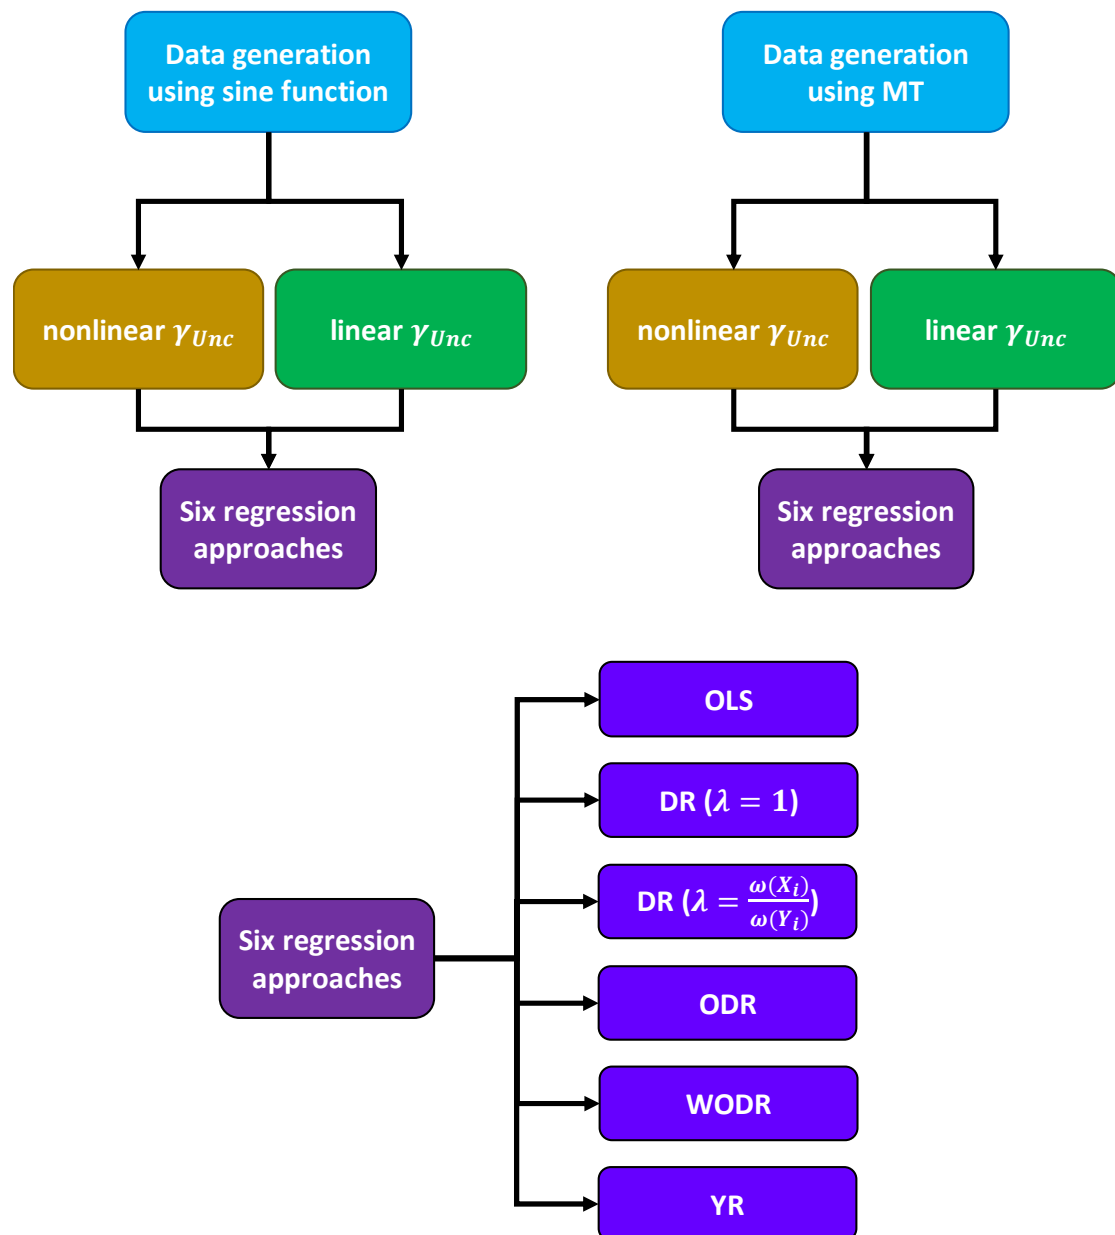 Data generation
using sine function
Data generation
using MT
nonlinear γ_Unc
linear γ_Unc
nonlinear γ_Unc
linear γ_Unc
Six regression
approaches
Six regression
approaches
OLS
DR (λ = 1)
DR (λ = ω(X_i)/ω(Y_i))
Six regression
approaches
ODR
WODR
YR